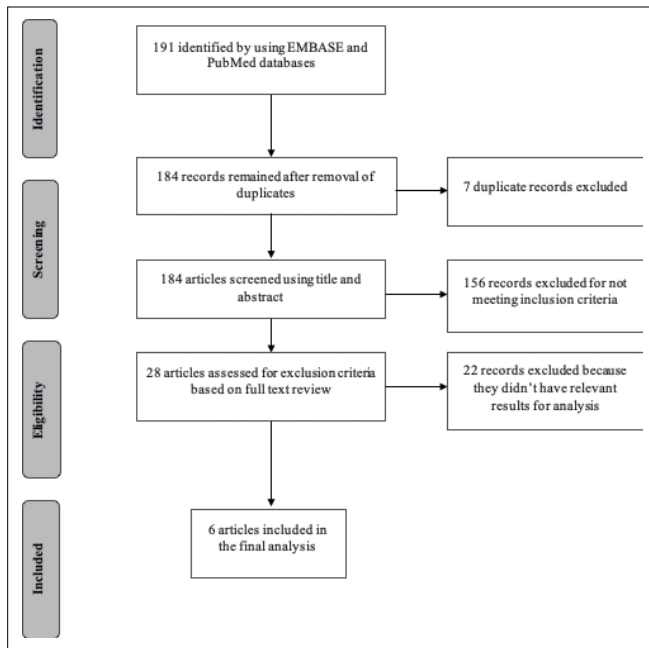 Identification
191 identified by using EMBASE and
PubMed databases
184 records remained after removal of
duplicates
7 duplicate records excluded
Screening
184 articles screened using title and
abstract
156 records excluded for not
meeting inclusion criteria
Eligibility
28 articles assessed for exclusion criteria
based on full text review
22 records excluded because
they didn't have relevant
results for analysis
Included
6 articles included in
the final analysis